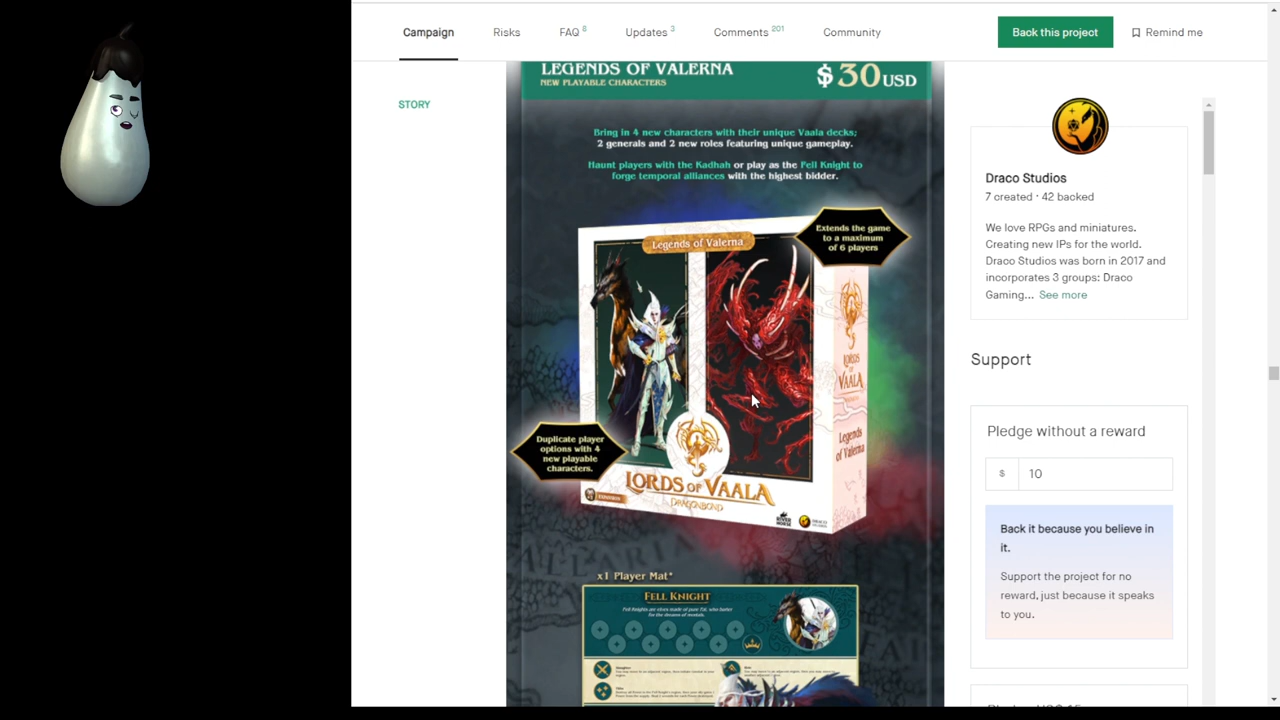 Campaign
Risks
FAQ 8
Updates 3
Comments 201
Community
Back this project
Remind me
STORY
LEGENDS OF VALERNA
NEW PLAYABLE CHARACTERS
$30 USD
Bring in 4 new characters with their unique Vaala decks;
2 generals and 2 new roles featuring unique gameplay.
Haunt players with the Kadhah or play as the Fell Knight to
forge temporal alliances with the highest bidder.
Extends the game
to a maximum
of 6 players
Legends of Valerna
LORDS
OF
VAALA
Legends
of Valerna
Duplicate player
options with 4
new playable
characters.
LORDS OF VAALA
DRAGONBOND
x1 Player Mat*
FELL KNIGHT
Draco Studios
7 created · 42 backed
We love RPGs and miniatures.
Creating new IPs for the world.
Draco Studios was born in 2017 and
incorporates 3 groups: Draco
Gaming... See more
Support
Pledge without a reward
$ 10
Back it because you believe in
it.
Support the project for no
reward, just because it speaks
to you.